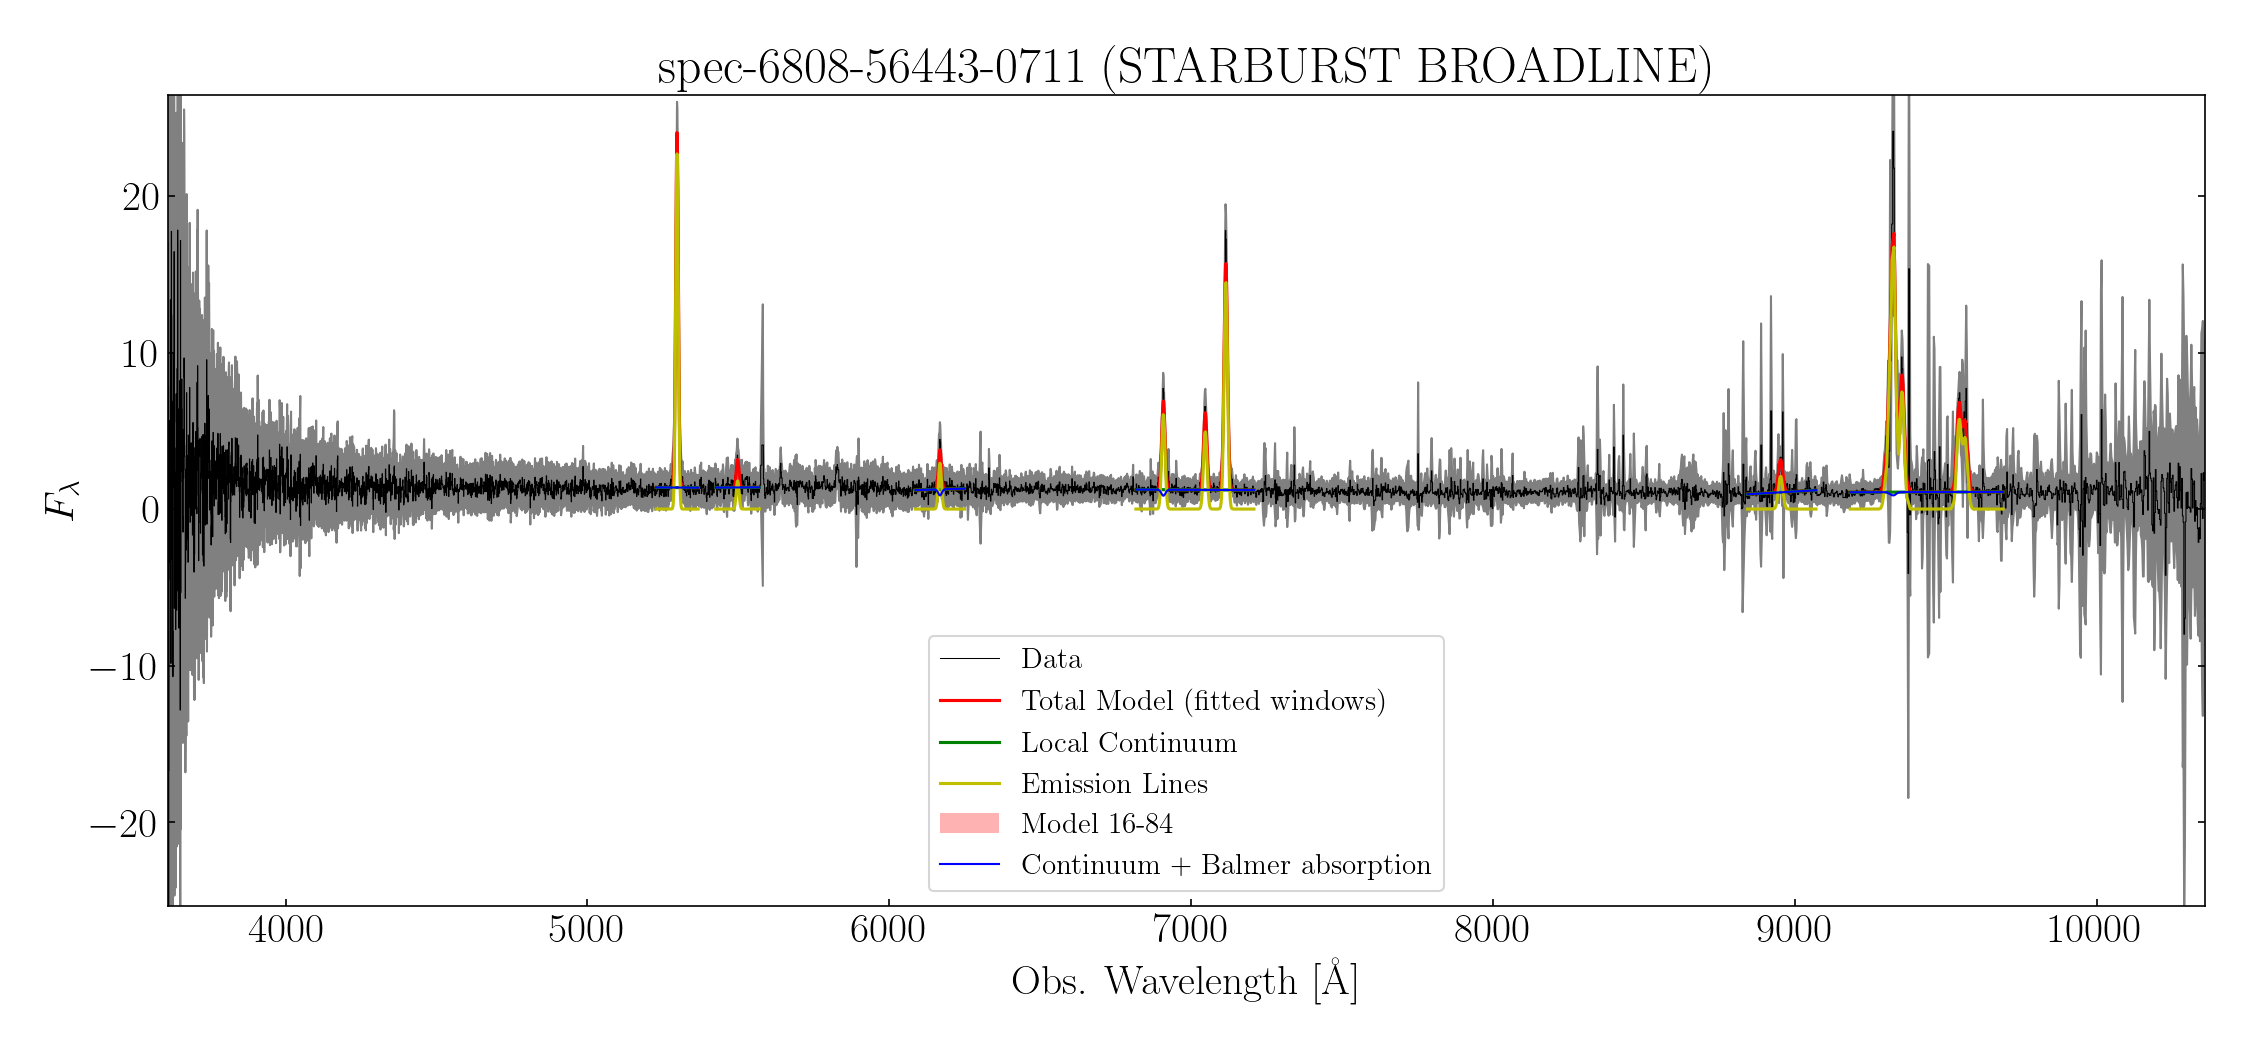 spec-6808-56443-0711 (STARBURST BROADLINE)
20
10
0
−10
−20
Fλ
Data
Total Model (fitted windows)
Local Continuum
Emission Lines
Model 16-84
Continuum + Balmer absorption
4000 5000 6000 7000 8000 9000 10000
Obs. Wavelength [Å]